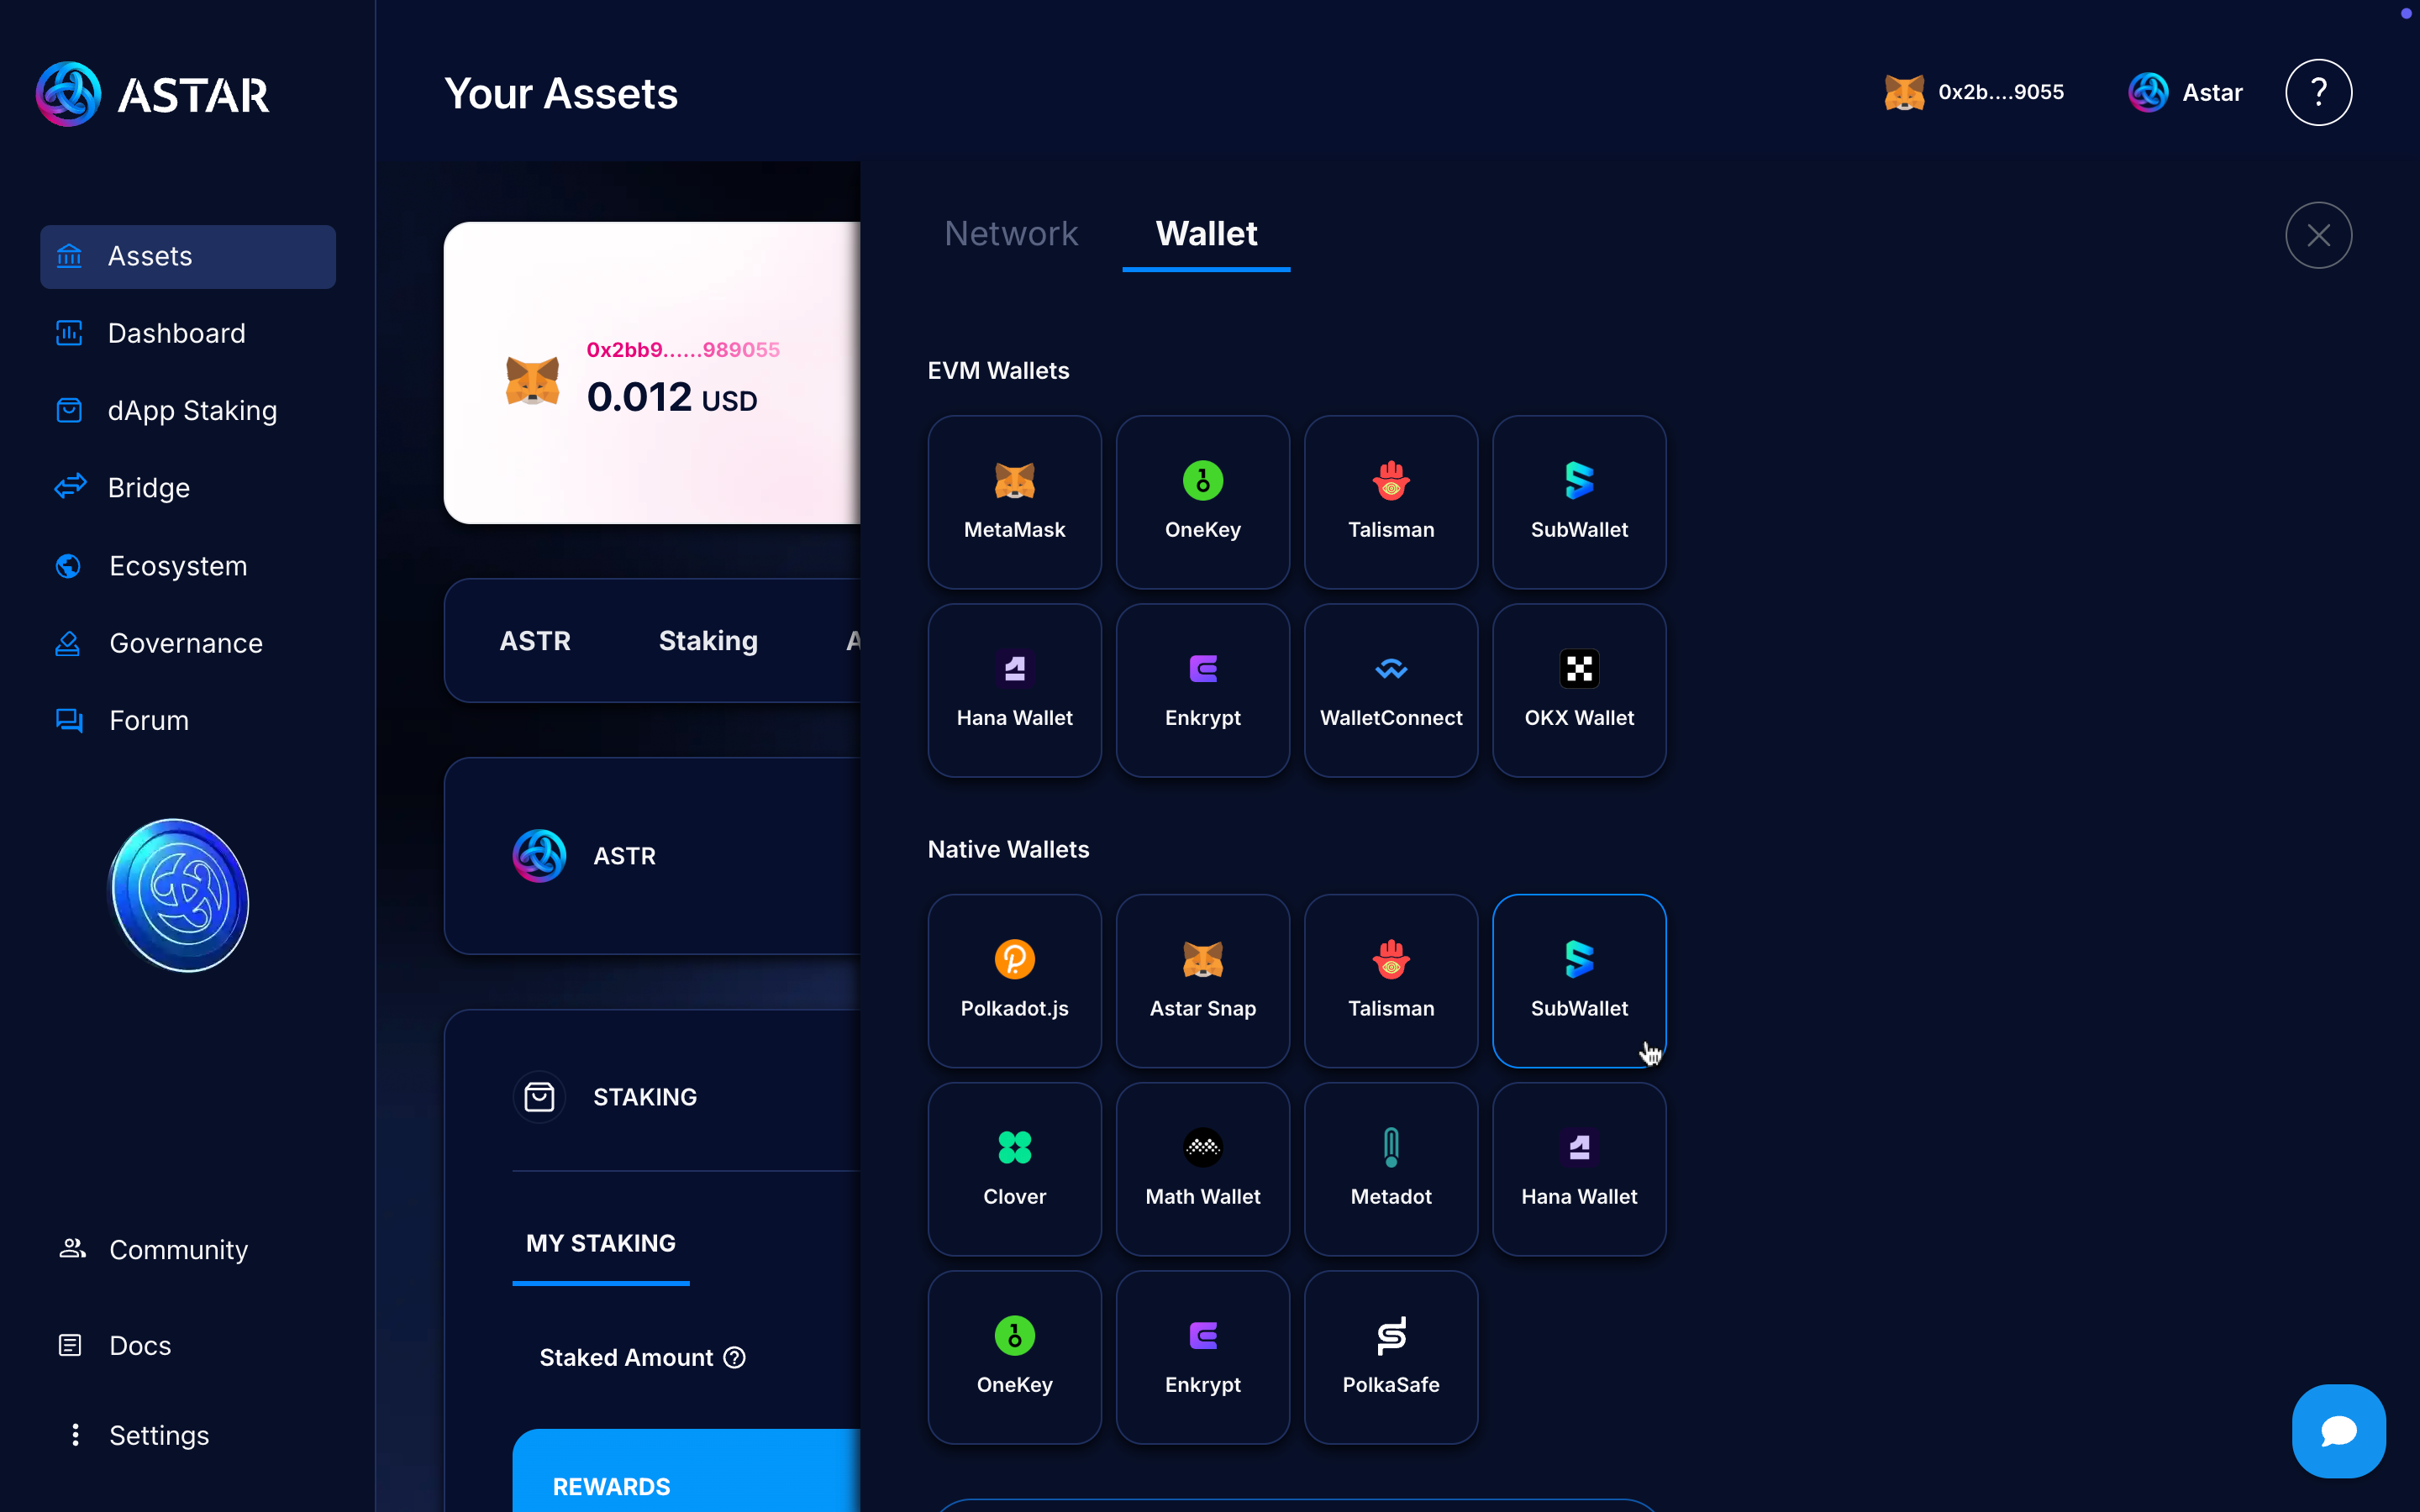 ASTAR
Your Assets
0x2b....9055
Astar
?
Assets
Dashboard
dApp Staking
Bridge
Ecosystem
Governance
Forum
Community
Docs
Settings
0x2bb9......989055
0.012 USD
ASTR
Staking
A
ASTR
STAKING
MY STAKING
Staked Amount ?
REWARDS
Network
Wallet
EVM Wallets
MetaMask
OneKey
Talisman
SubWallet
Hana Wallet
Enkrypt
WalletConnect
OKX Wallet
Native Wallets
Polkadot.js
Astar Snap
Talisman
SubWallet
Clover
Math Wallet
Metadot
Hana Wallet
OneKey
Enkrypt
PolkaSafe